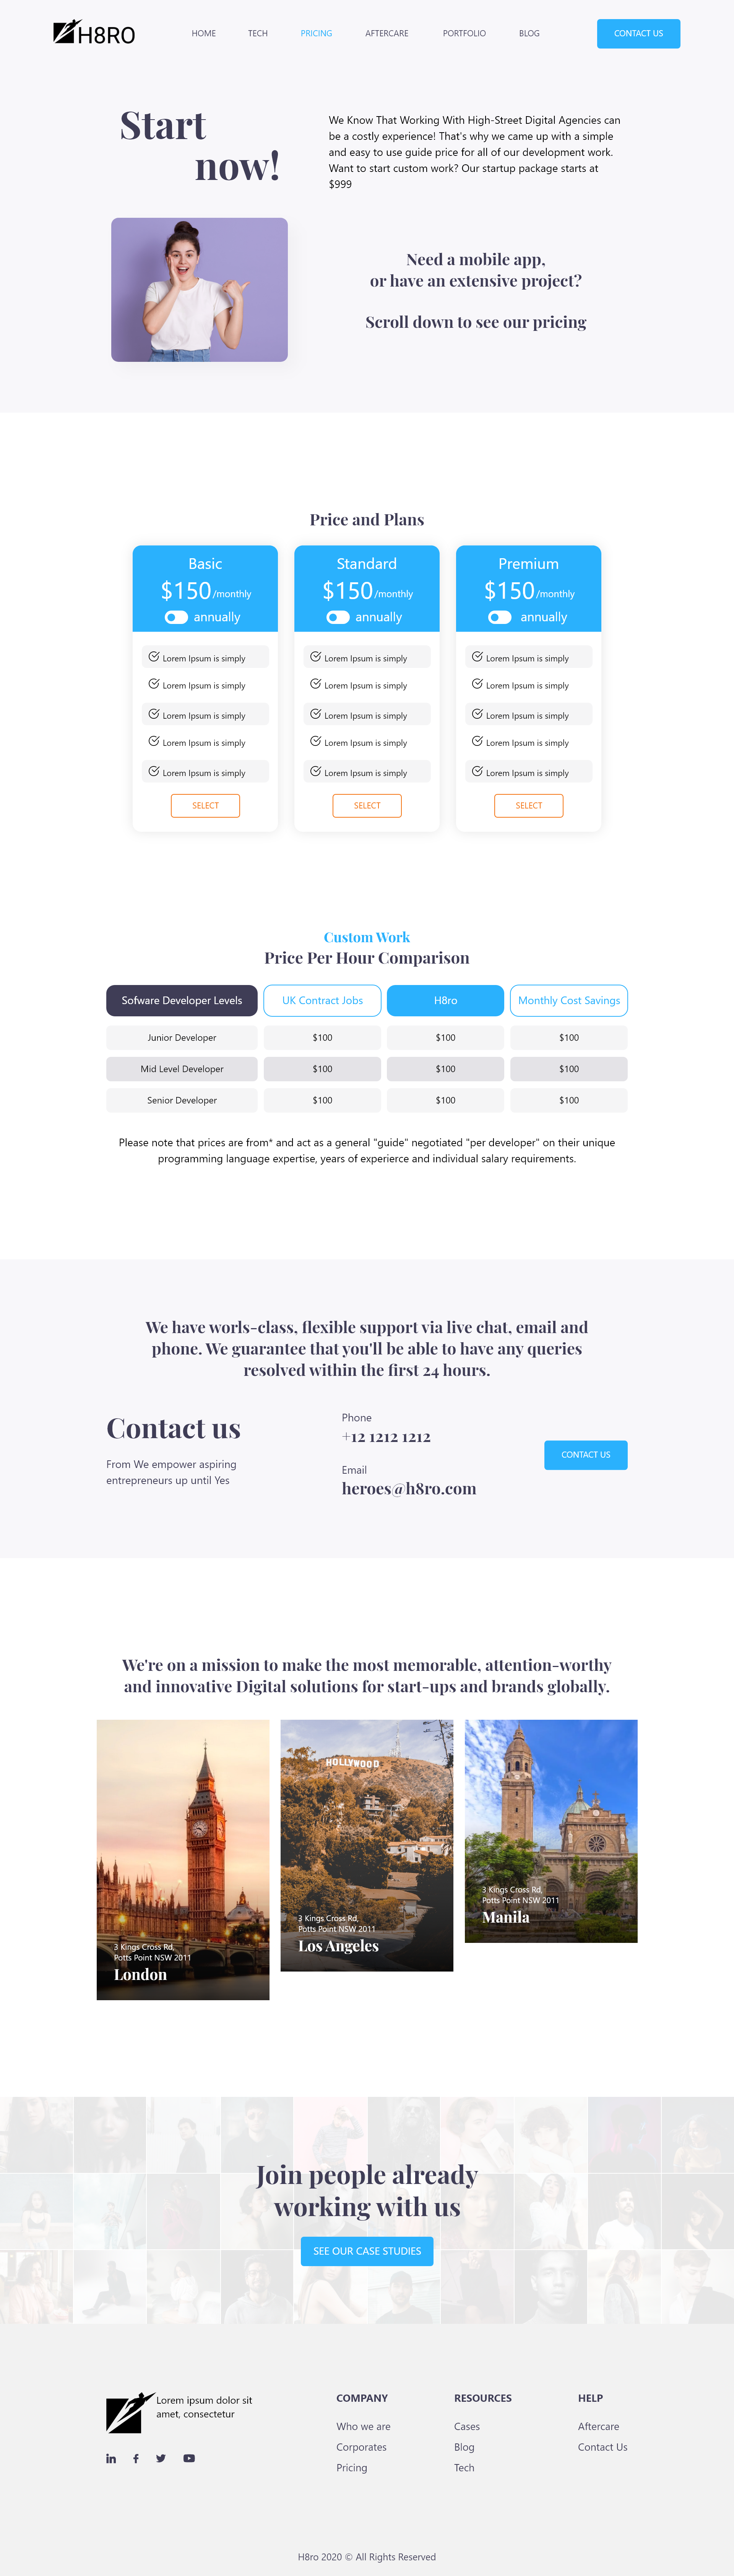 H8RO
HOME
TECH
PRICING
AFTERCARE
PORTFOLIO
BLOG
CONTACT US
Start
now!
We Know That Working With High-Street Digital Agencies can
be a costly experience! That's why we came up with a simple
and easy to use guide price for all of our development work.
Want to start custom work? Our startup package starts at
$999
Need a mobile app,
or have an extensive project?
Scroll down to see our pricing
Price and Plans
Basic
$150/monthly
annually
Lorem Ipsum is simply
Lorem Ipsum is simply
Lorem Ipsum is simply
Lorem Ipsum is simply
Lorem Ipsum is simply
SELECT
Standard
$150/monthly
annually
Lorem Ipsum is simply
Lorem Ipsum is simply
Lorem Ipsum is simply
Lorem Ipsum is simply
Lorem Ipsum is simply
SELECT
Premium
$150/monthly
annually
Lorem Ipsum is simply
Lorem Ipsum is simply
Lorem Ipsum is simply
Lorem Ipsum is simply
Lorem Ipsum is simply
SELECT
Custom Work
Price Per Hour Comparison
Sofware Developer Levels
UK Contract Jobs
H8ro
Monthly Cost Savings
Junior Developer
$100
$100
$100
Mid Level Developer
$100
$100
$100
Senior Developer
$100
$100
$100
Please note that prices are from* and act as a general "guide" negotiated "per developer" on their unique
programming language expertise, years of experierce and individual salary requirements.
We have worls-class, flexible support via live chat, email and
phone. We guarantee that you'll be able to have any queries
resolved within the first 24 hours.
Contact us
From We empower aspiring
entrepreneurs up until Yes
Phone
+12 1212 1212
Email
heroes@h8ro.com
CONTACT US
We're on a mission to make the most memorable, attention-worthy
and innovative Digital solutions for start-ups and brands globally.
3 Kings Cross Rd,
Potts Point NSW 2011
London
HOLLYWOOD
3 Kings Cross Rd,
Potts Point NSW 2011
Los Angeles
3 Kings Cross Rd,
Potts Point NSW 2011
Manila
Join people already
working with us
SEE OUR CASE STUDIES
Lorem ipsum dolor sit
amet, consectetur
COMPANY
Who we are
Corporates
Pricing
RESOURCES
Cases
Blog
Tech
HELP
Aftercare
Contact Us
H8ro 2020 © All Rights Reserved